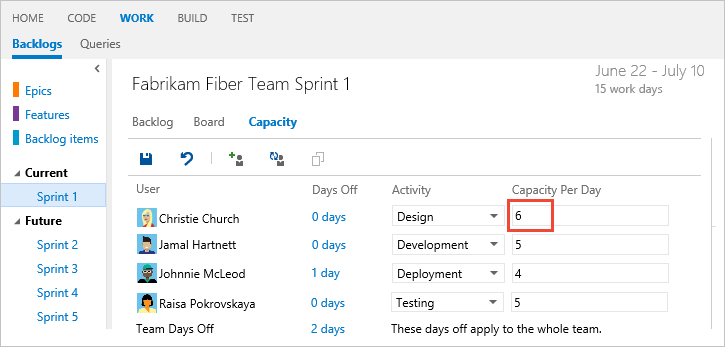 HOME CODE WORK BUILD TEST
Backlogs Queries
Epics
Features
Backlog items
Current
Sprint 1
Future
Sprint 2
Sprint 3
Sprint 4
Sprint 5
Fabrikam Fiber Team Sprint 1
June 22 - July 10
15 work days
Backlog Board Capacity
User Days Off Activity Capacity Per Day
Christie Church 0 days Design 6
Jamal Hartnett 0 days Development 5
Johnnie McLeod 1 day Deployment 4
Raisa Pokrovskaya 0 days Testing 5
Team Days Off 2 days These days off apply to the whole team.